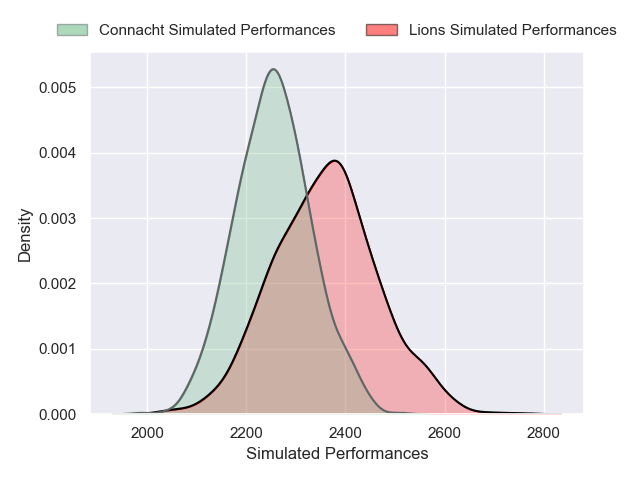 Connacht Simulated Performances Lions Simulated Performances
0.005
0.004
0.003
0.002
0.001
0.000
Density
2000 2200 2400 2600 2800
Simulated Performances